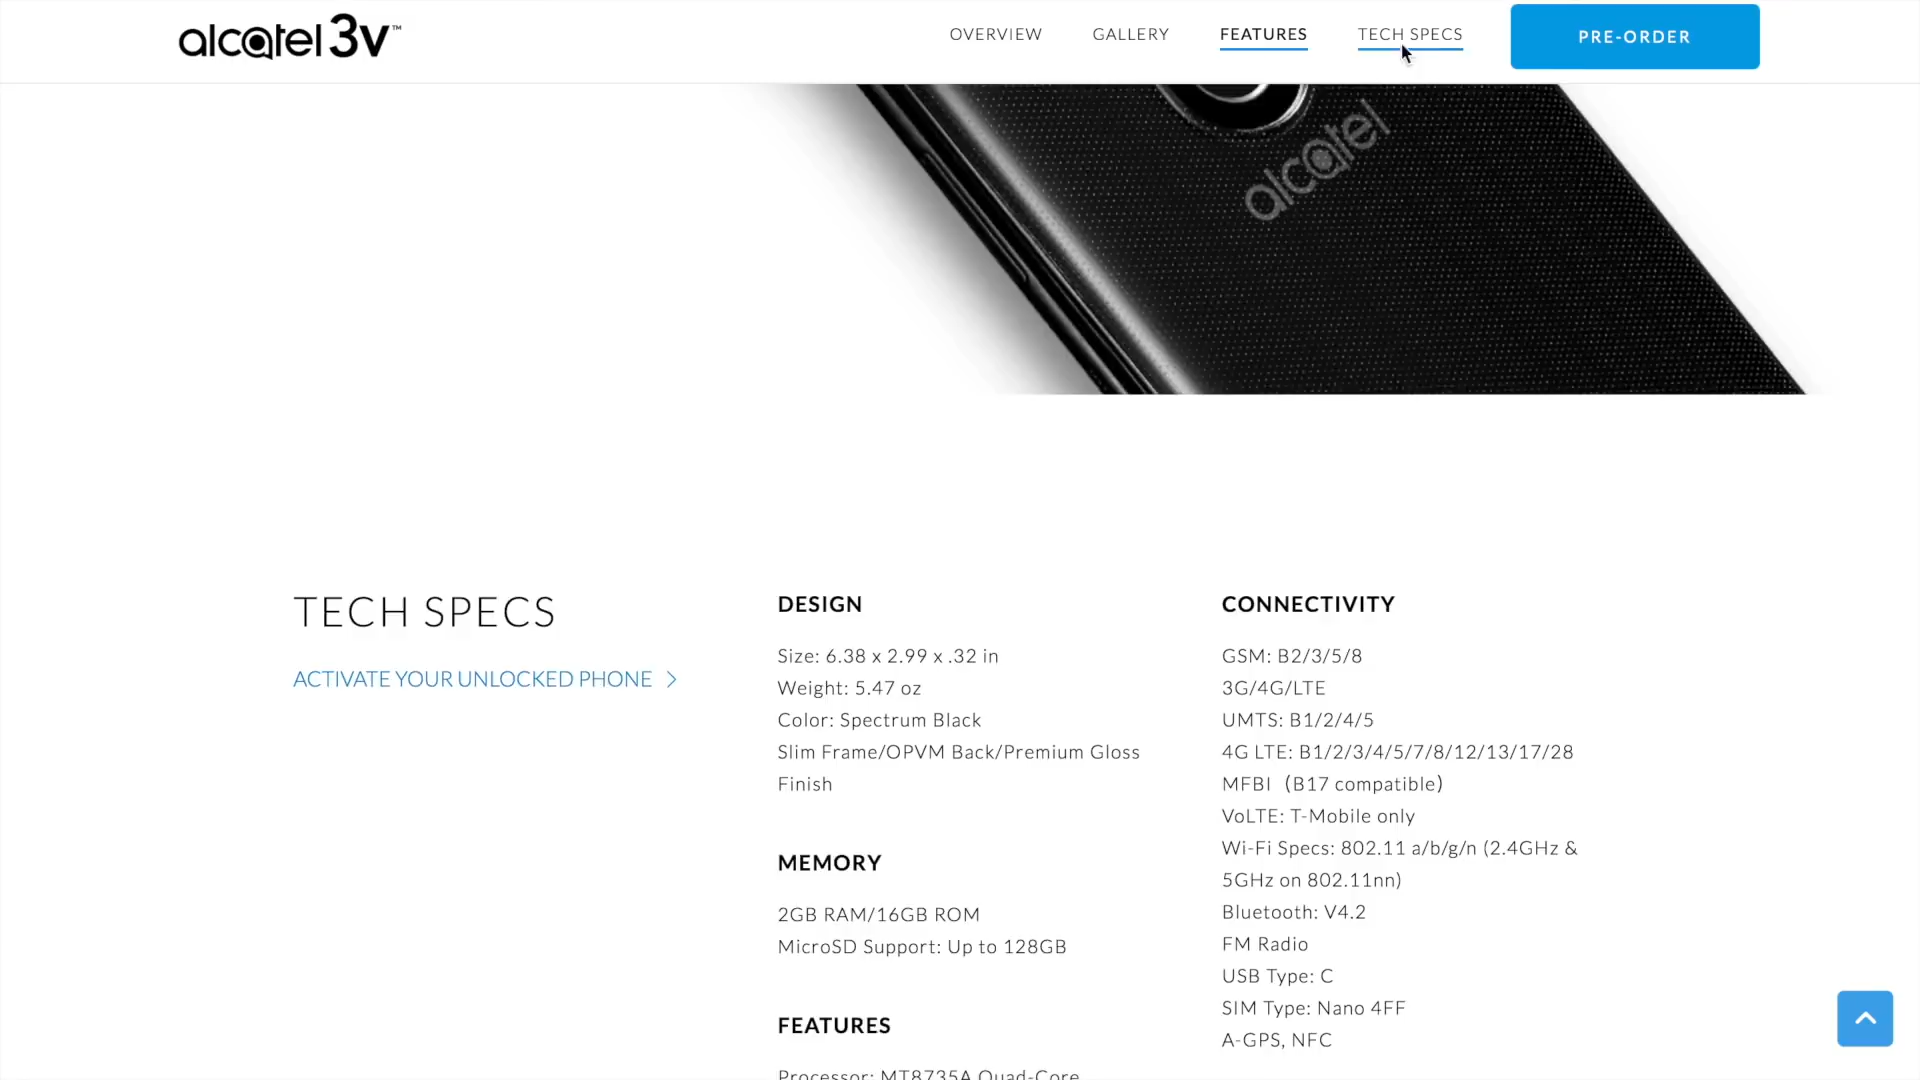 alcatel 3v™
OVERVIEW
GALLERY
FEATURES
TECH SPECS
PRE-ORDER
alcatel
TECH SPECS
ACTIVATE YOUR UNLOCKED PHONE
DESIGN
Size: 6.38 x 2.99 x .32 in
Weight: 5.47 oz
Color: Spectrum Black
Slim Frame/OPVM Back/Premium Gloss
Finish
MEMORY
2GB RAM/16GB ROM
MicroSD Support: Up to 128GB
FEATURES
Processor: MT8735A Quad-Core
CONNECTIVITY
GSM: B2/3/5/8
3G/4G/LTE
UMTS: B1/2/4/5
4G LTE: B1/2/3/4/5/7/8/12/13/17/28
MFBI（B17 compatible）
VoLTE: T-Mobile only
Wi-Fi Specs: 802.11 a/b/g/n (2.4GHz &
5GHz on 802.11nn)
Bluetooth: V4.2
FM Radio
USB Type: C
SIM Type: Nano 4FF
A-GPS, NFC